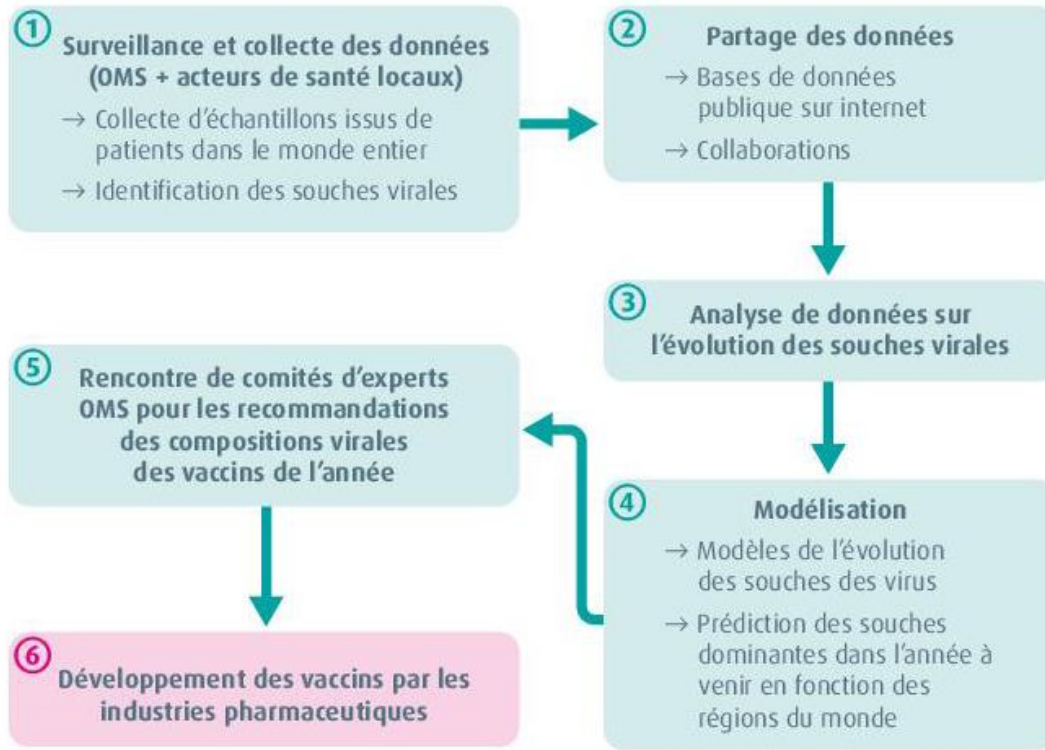 1
Surveillance et collecte des données
(OMS + acteurs de santé locaux)
→ Collecte d'échantillons issus de
patients dans le monde entier
→ Identification des souches virales
2
Partage des données
→ Bases de données
publique sur internet
→ Collaborations
3
Analyse de données sur
l'évolution des souches virales
4
Modélisation
→ Modèles de l'évolution
des souches des virus
→ Prédiction des souches
dominantes dans l'année à
venir en fonction des
régions du monde
5
Rencontre de comités d'experts
OMS pour les recommandations
des compositions virales
des vaccins de l'année
6
Développement des vaccins par les
industries pharmaceutiques